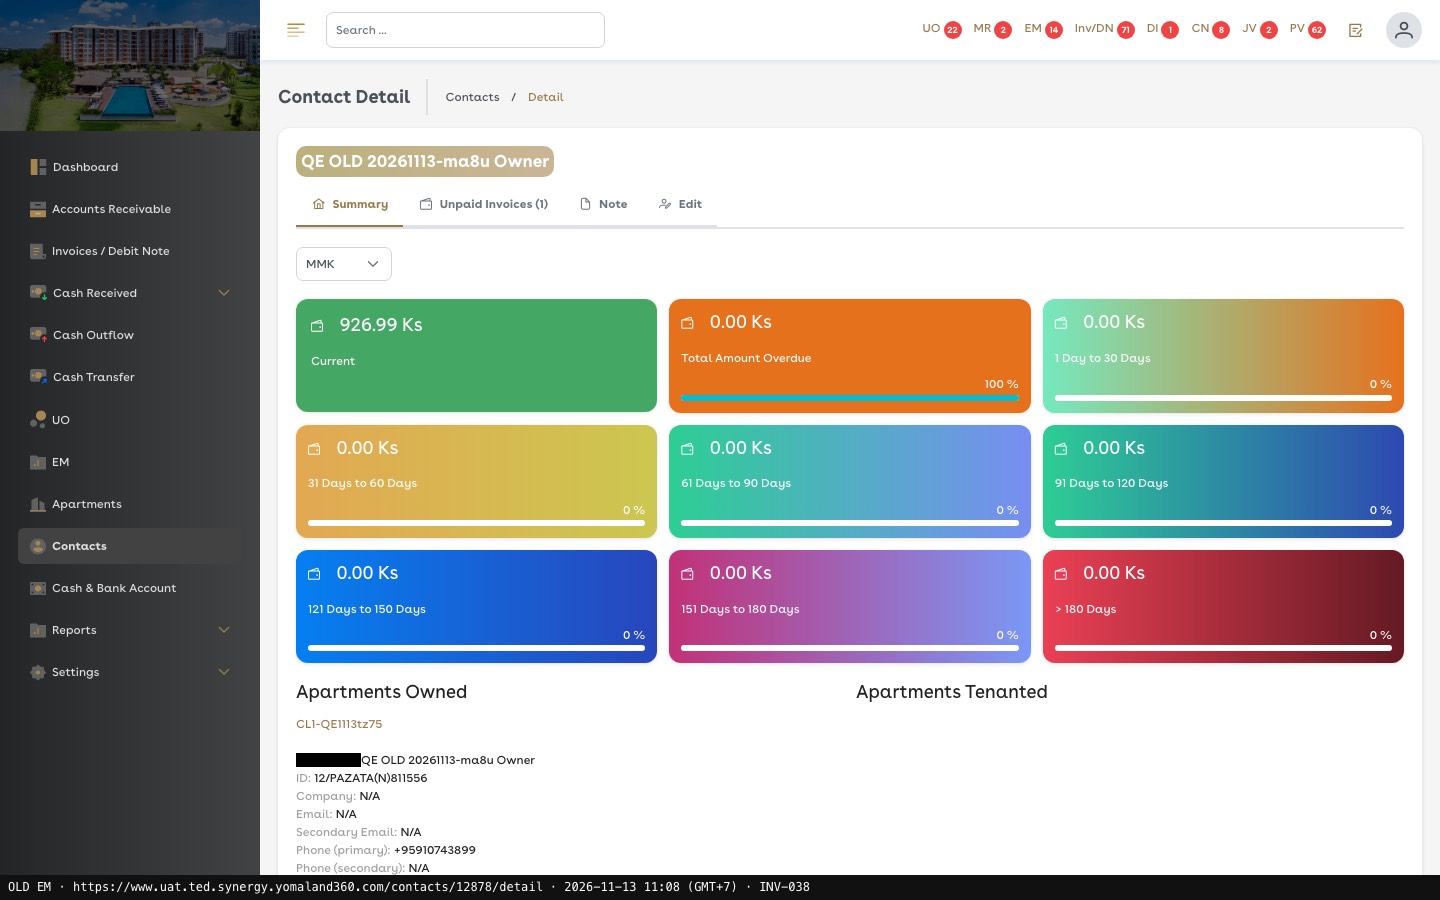 Search ...
UO 22 MR 2 EM 14 Inv/DN 71 DI 1 CN 8 JV 2 PV 62
Dashboard
Accounts Receivable
Invoices / Debit Note
Cash Received
Cash Outflow
Cash Transfer
UO
EM
Apartments
Contacts
Cash & Bank Account
Reports
Settings
Contact Detail
Contacts / Detail
QE OLD 20261113-ma8u Owner
Summary
Unpaid Invoices (1)
Note
Edit
MMK
926.99 Ks
Current
0.00 Ks
Total Amount Overdue
100 %
0.00 Ks
1 Day to 30 Days
0 %
0.00 Ks
31 Days to 60 Days
0 %
0.00 Ks
61 Days to 90 Days
0 %
0.00 Ks
91 Days to 120 Days
0 %
0.00 Ks
121 Days to 150 Days
0 %
0.00 Ks
151 Days to 180 Days
0 %
0.00 Ks
> 180 Days
0 %
Apartments Owned
CL1-QE1113tz75
Apartments Tenanted
QE OLD 20261113-ma8u Owner
ID: 12/PAZATA(N)811556
Company: N/A
Email: N/A
Secondary Email: N/A
Phone (primary): +95910743899
Phone (secondary): N/A
OLD EM · https://www.uat.ted.synergy.yomaland360.com/contacts/12878/detail · 2026-11-13 11:08 (GMT+7) · INV-038